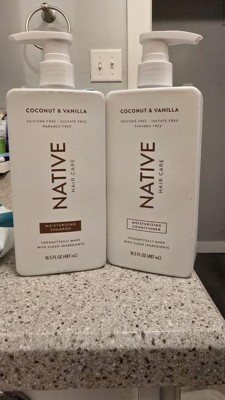 COCONUT & VANILLA
SILICONE FREE · SULFATE FREE
PARABEN FREE
NATIVE
HAIR CARE
MOISTURIZING
SHAMPOO
THOUGHTFULLY MADE
WITH CLEAN INGREDIENTS
16.5 FL OZ (487 mL)
COCONUT & VANILLA
SILICONE FREE · SULFATE FREE
PARABEN FREE
NATIVE
HAIR CARE
MOISTURIZING
CONDITIONER
THOUGHTFULLY MADE
WITH CLEAN INGREDIENTS
16.5 FL OZ (487 mL)